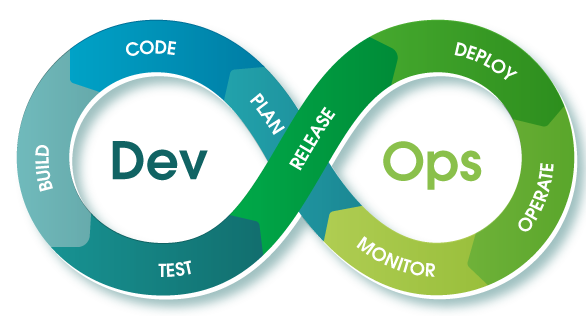 CODE
PLAN
BUILD
TEST
RELEASE
DEPLOY
OPERATE
MONITOR
Dev
Ops